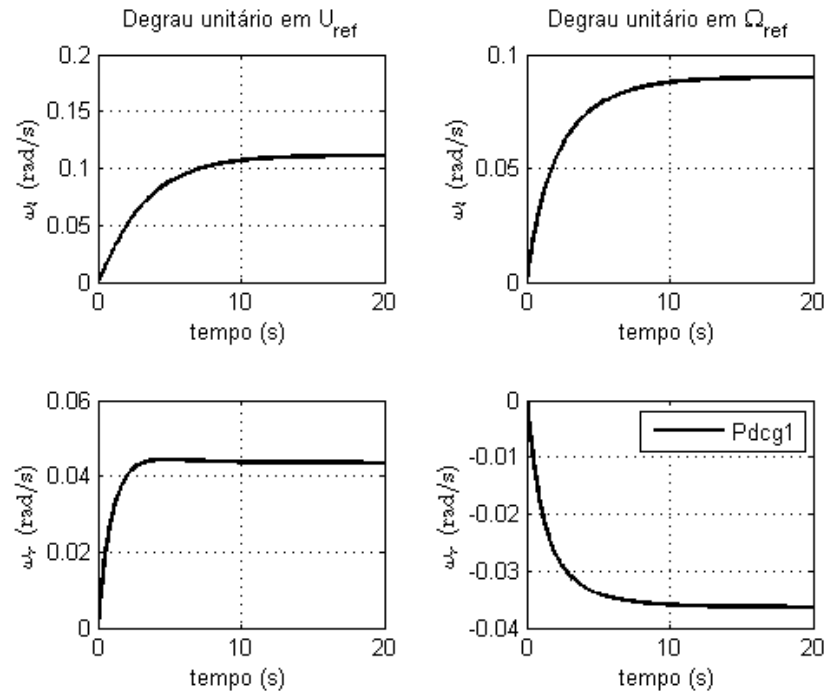 Degrau unitário em U_ref
0.2
0.15
0.1
0.05
0
ω_l (rad/s)
0
10
20
tempo (s)
Degrau unitário em Ω_ref
0.1
0.05
0
ω_l (rad/s)
0
10
20
tempo (s)
0.06
0.04
0.02
0
ω_r (rad/s)
0
10
20
tempo (s)
0
-0.01
-0.02
-0.03
-0.04
ω_r (rad/s)
Pdcg1
0
10
20
tempo (s)